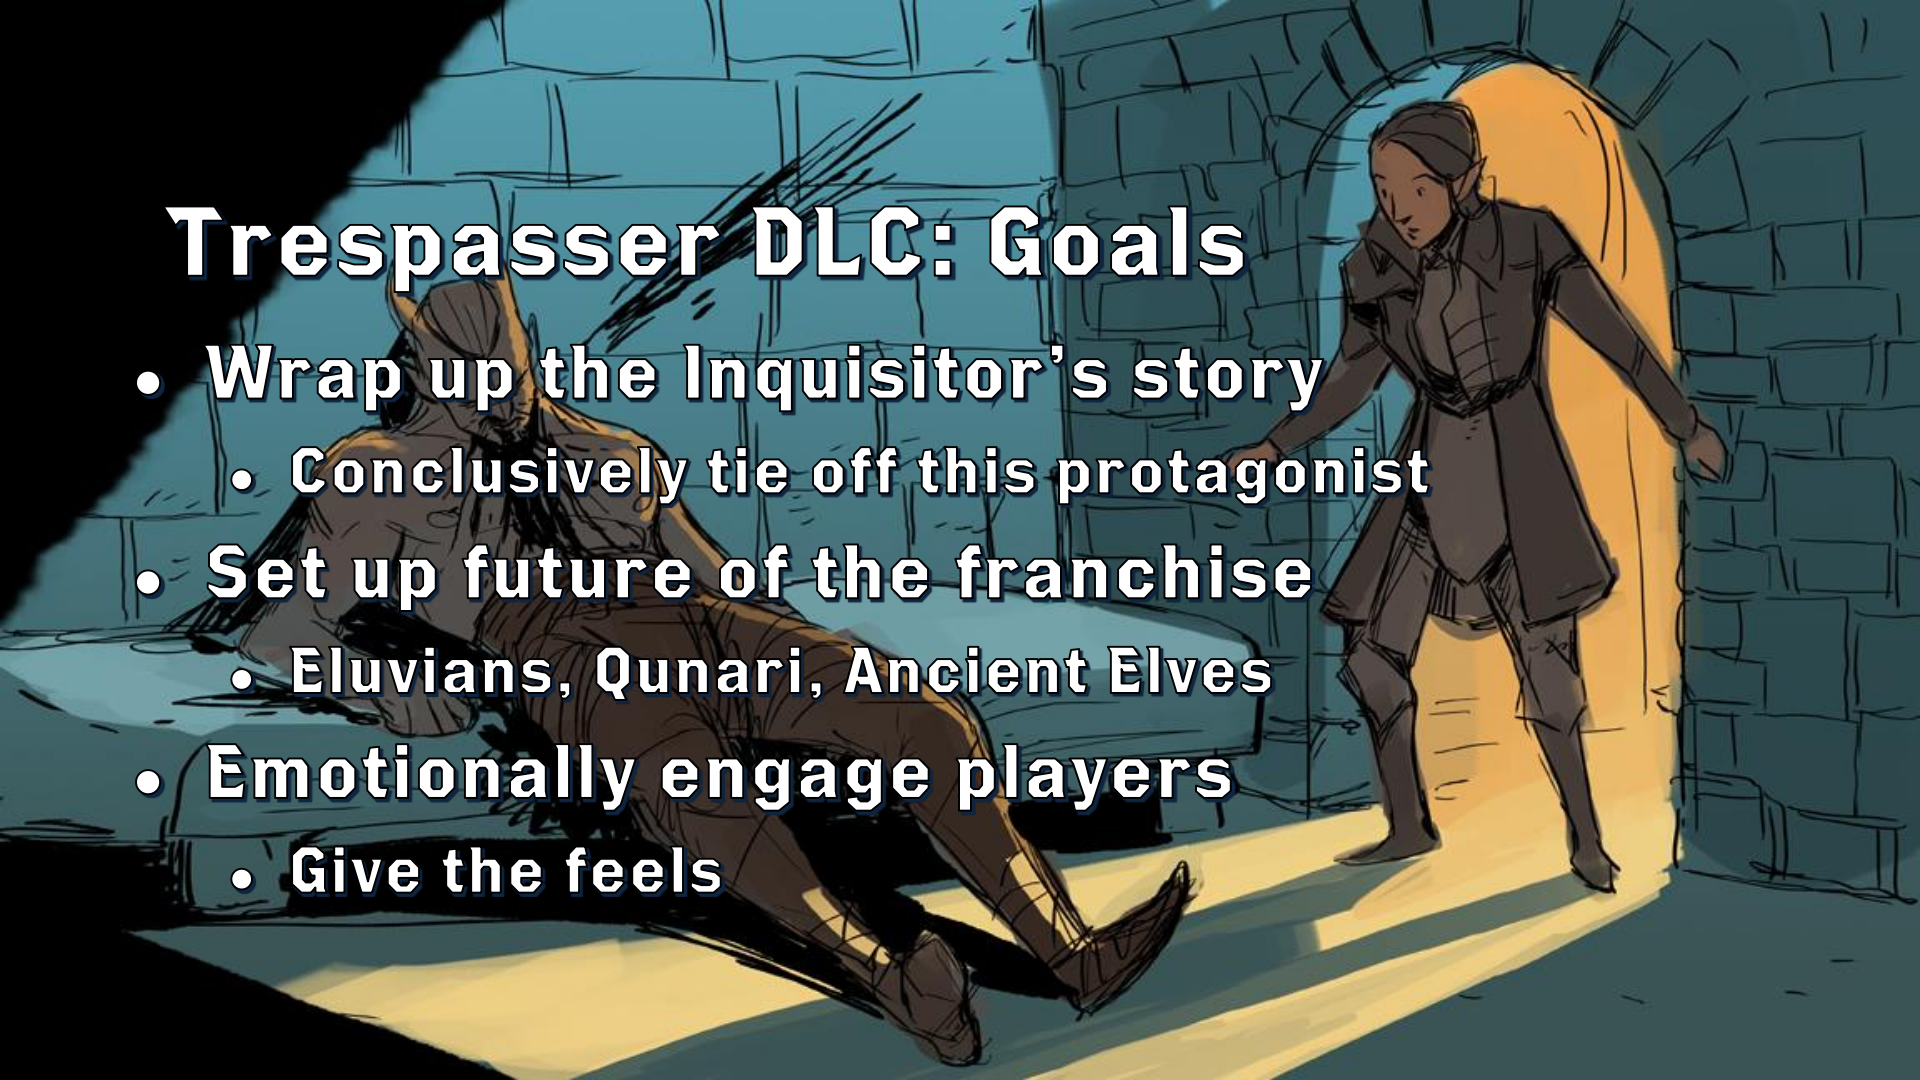 Trespasser DLC: Goals
• Wrap up the Inquisitor’s story
• Conclusively tie off this protagonist
• Set up future of the franchise
• Eluvians, Qunari, Ancient Elves
• Emotionally engage players
• Give the feels